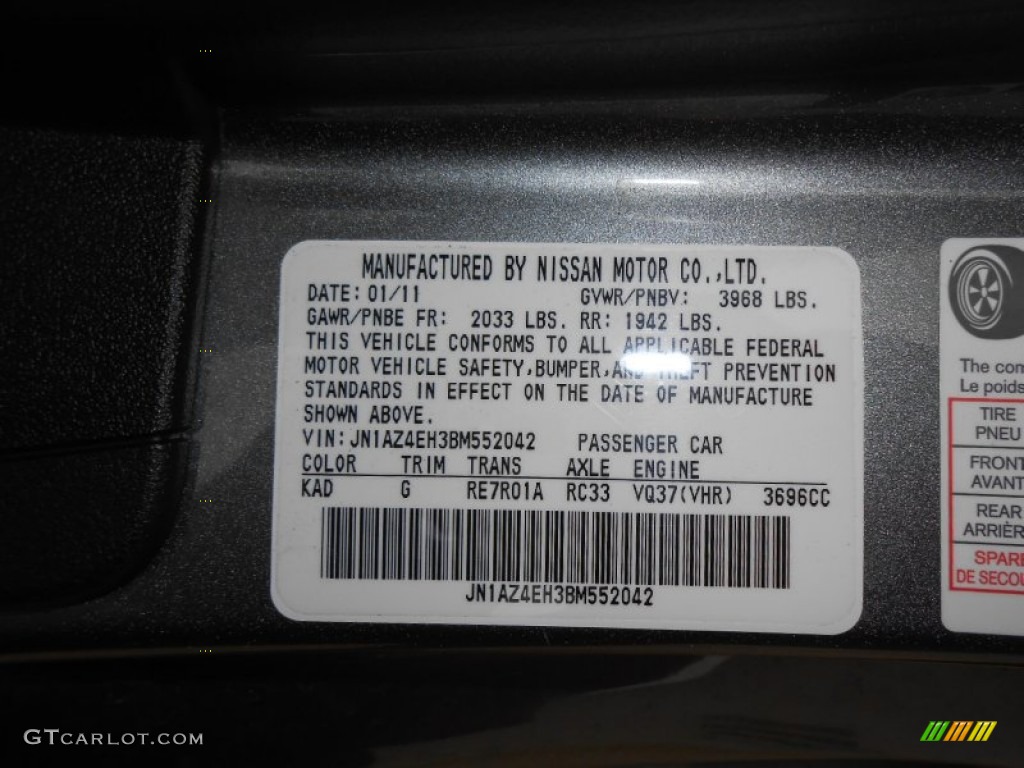 MANUFACTURED BY NISSAN MOTOR CO.,LTD.
DATE: 01/11 GVWR/PNBV: 3968 LBS.
GAWR/PNBE FR: 2033 LBS. RR: 1942 LBS.
THIS VEHICLE CONFORMS TO ALL APPLICABLE FEDERAL
MOTOR VEHICLE SAFETY,BUMPER,AND THEFT PREVENTION
STANDARDS IN EFFECT ON THE DATE OF MANUFACTURE
SHOWN ABOVE.
VIN: JN1AZ4EH3BM552042 PASSENGER CAR
COLOR TRIM TRANS AXLE ENGINE
KAD G RE7R01A RC33 VQ37(VHR) 3696CC
JN1AZ4EH3BM552042
The com
Le poids
TIRE
PNEU
FRONT
AVANT
REAR
ARRIÈR
SPARE
DE SECOU
GTCARLOT.COM